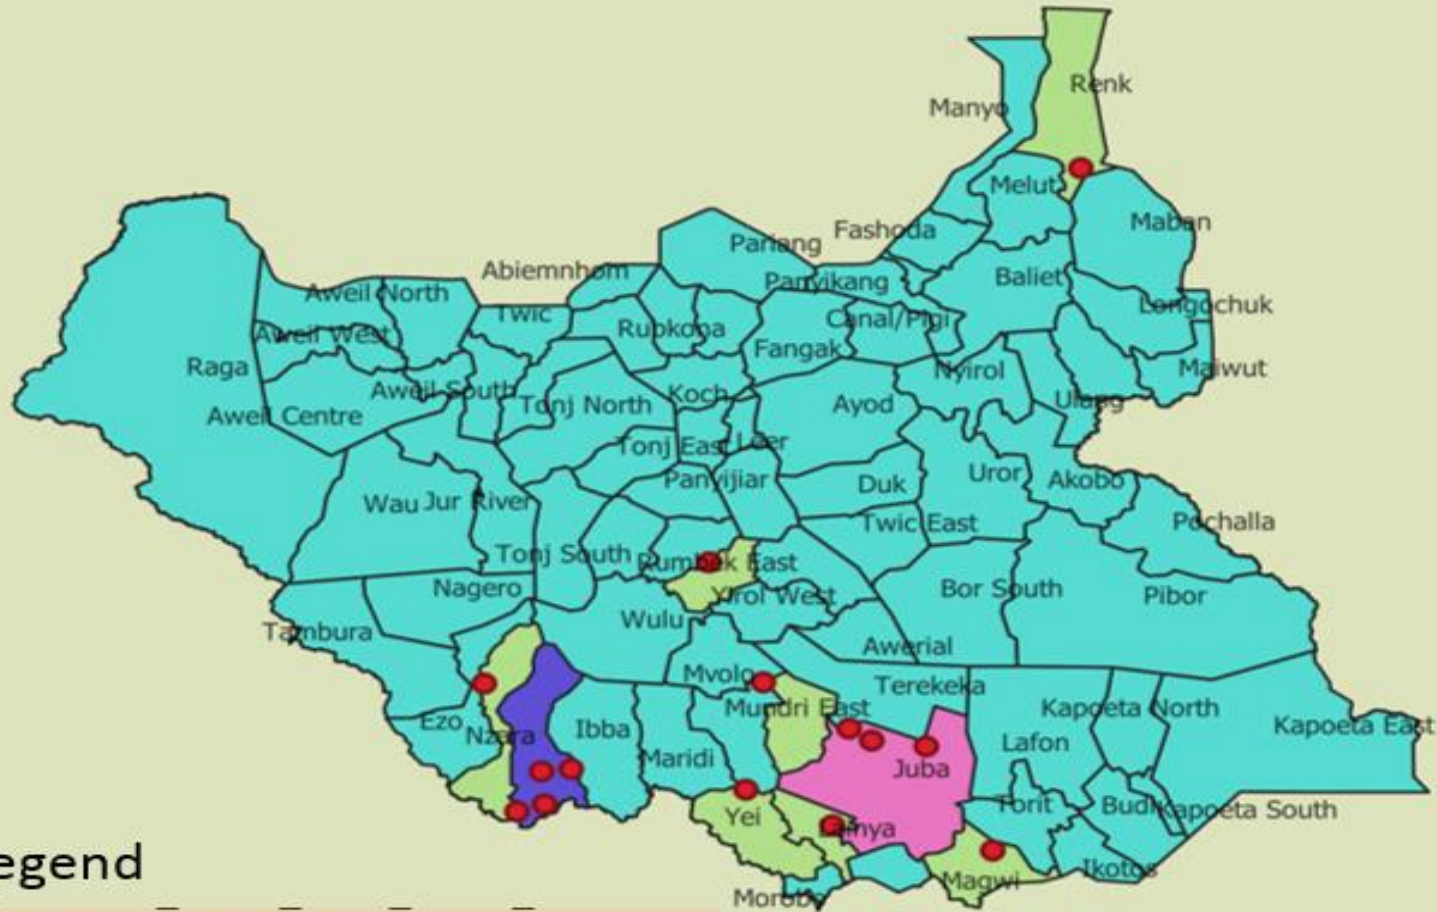 Renk
Manyo
Melut
Maban
Fashoda
Pariang
Abiemnhom
Panyikang
Baliet
Aweil North
Longochuk
Twic
Canal/Pigi
Rubkona
Aweil West
Fangak
Raga
Maiwut
Nyirol
Aweil South
Koch
Ulang
Tonj North
Ayod
Aweil Centre
Tonj East
Leer
Uror
Panyijiar
Duk
Akobo
Wau
Jur River
Twic East
Pochalla
Tonj South
Rumbek East
Nagero
Yirol West
Bor South
Pibor
Wulu
Tambura
Awerial
Mvolo
Terekeka
Mundri East
Kapoeta North
Ezo
Nzara
Ibba
Kapoeta East
Lafon
Maridi
Juba
Torit
Budi
Kapoeta South
Yei
Lainya
Ikotos
egend
Magwi
Morobo